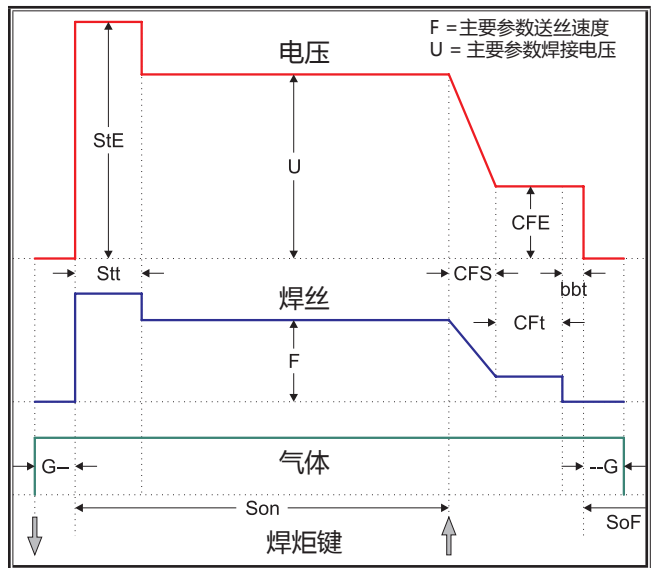 F =主要参数送丝速度
U = 主要参数焊接电压
电压
StE
U
CFE
Stt
CFS
bbt
焊丝
CFt
F
气体
G–
--G
Son
SoF
焊炬键